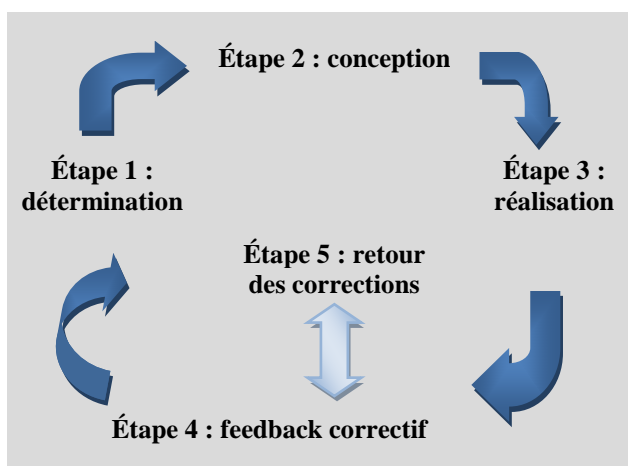 Étape 2 : conception
Étape 1 :
détermination
Étape 3 :
réalisation
Étape 5 : retour
des corrections
Étape 4 : feedback correctif